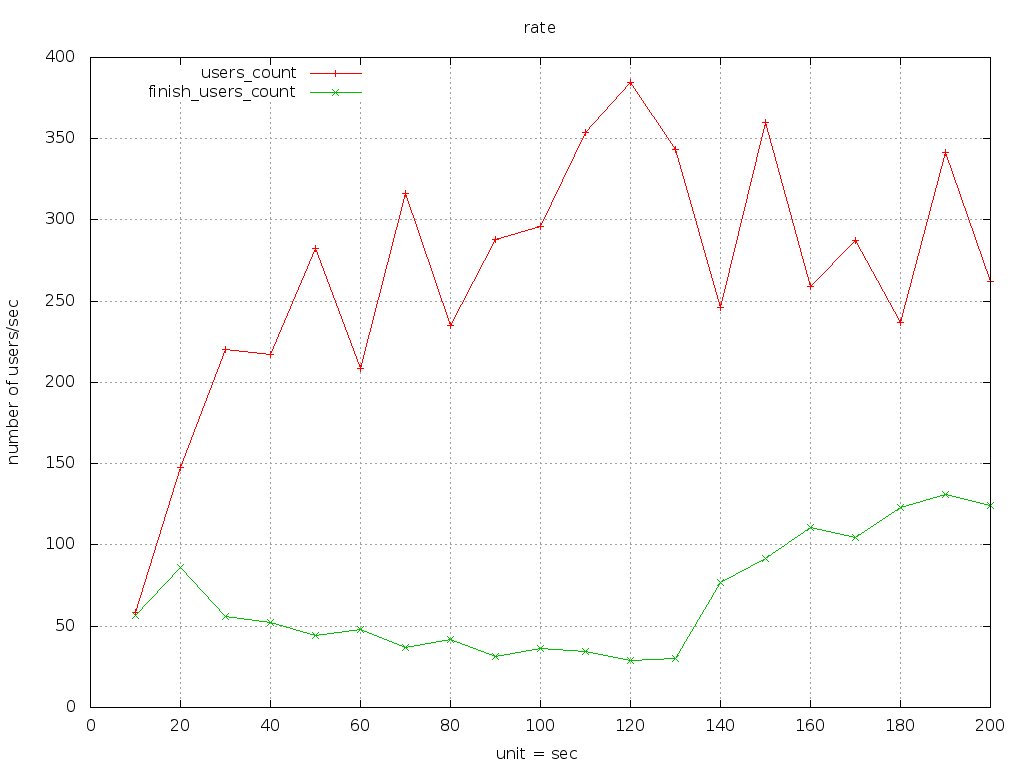 rate
users_count
finish_users_count
400
350
300
250
200
150
100
50
0
number of users/sec
0 20 40 60 80 100 120 140 160 180 200
unit = sec